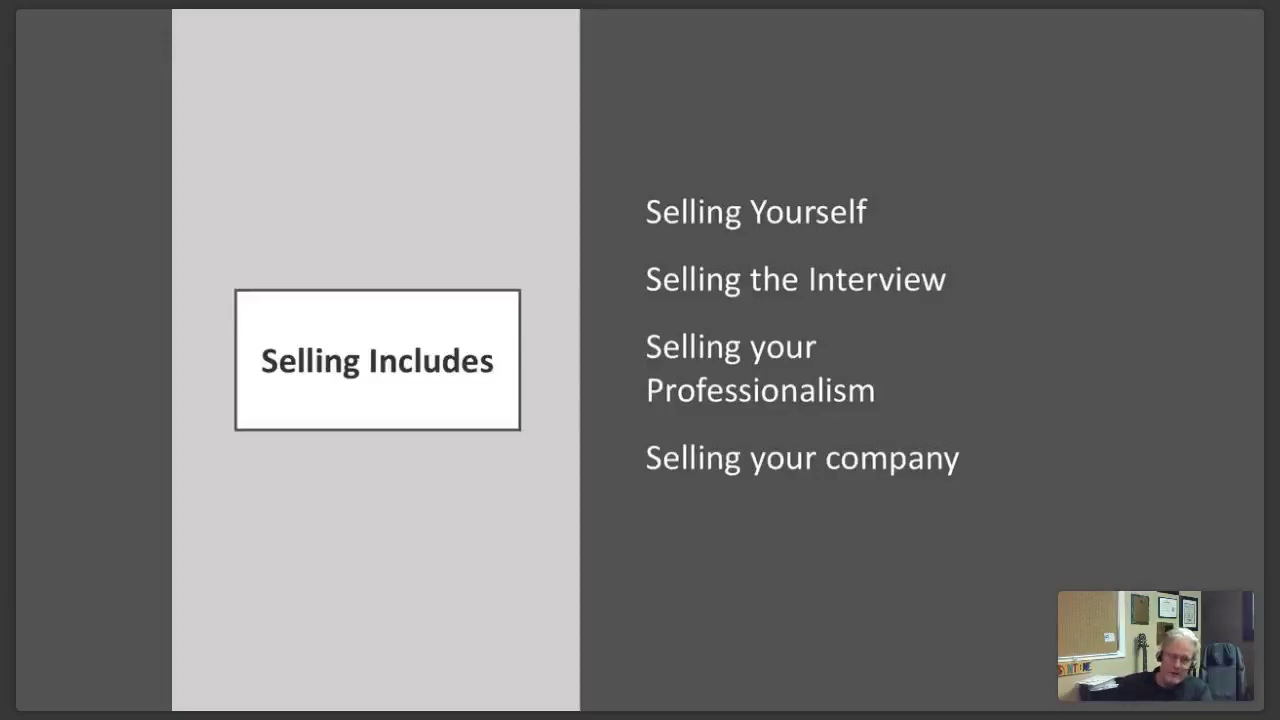 Selling Includes
Selling Yourself
Selling the Interview
Selling your
Professionalism
Selling your company